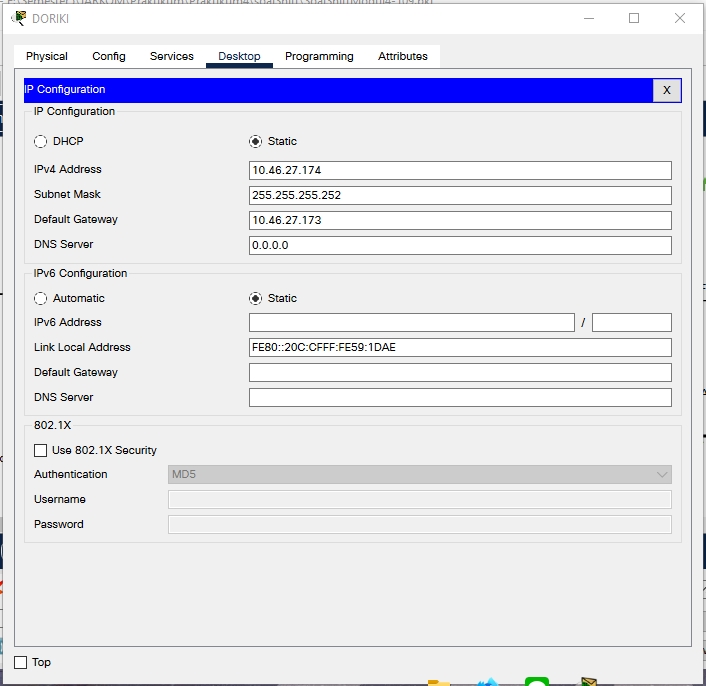 DORIKI
Physical Config Services Desktop Programming Attributes
IP Configuration X
IP Configuration
DHCP Static
IPv4 Address 10.46.27.174
Subnet Mask 255.255.255.252
Default Gateway 10.46.27.173
DNS Server 0.0.0.0
IPv6 Configuration
Automatic Static
IPv6 Address /
Link Local Address FE80::20C:CFFF:FE59:1DAE
Default Gateway
DNS Server
802.1X
Use 802.1X Security
Authentication MD5
Username
Password
Top